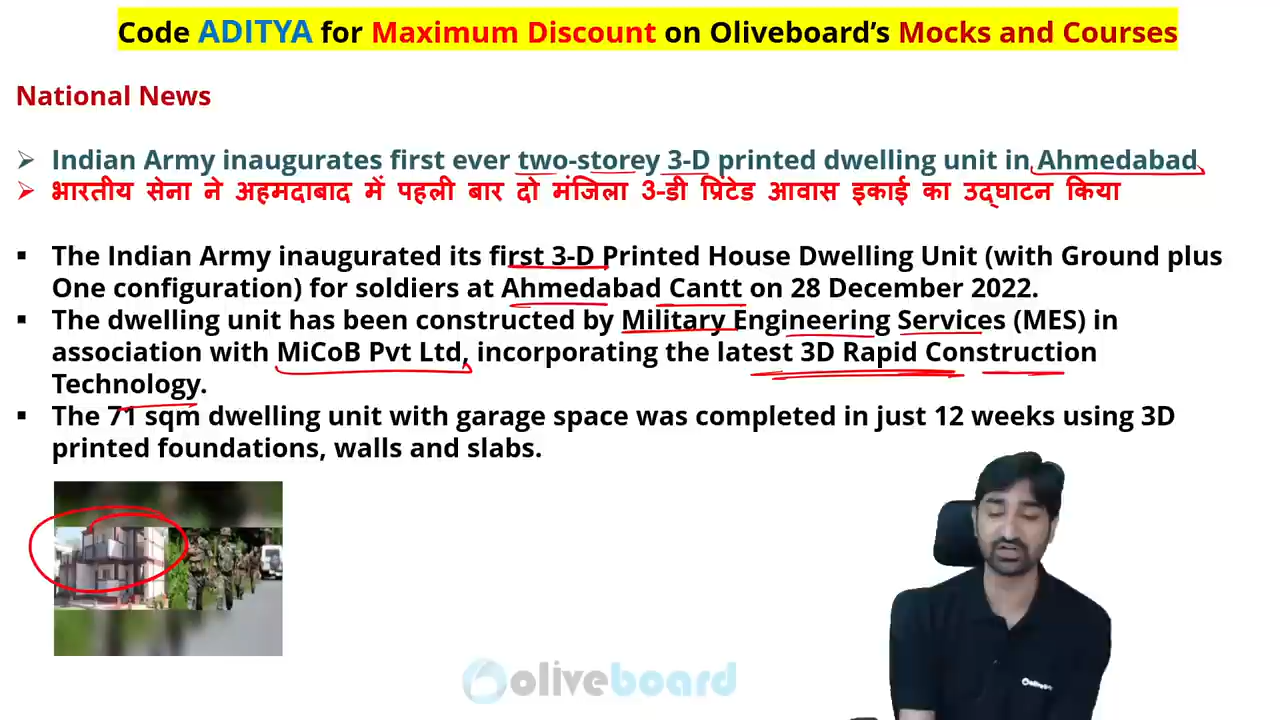 Code ADITYA for Maximum Discount on Oliveboard’s Mocks and Courses
National News
Indian Army inaugurates first ever two-storey 3-D printed dwelling unit in Ahmedabad
भारतीय सेना ने अहमदाबाद में पहली बार दो मंजिला 3-डी प्रिंटेड आवास इकाई का उद्घाटन किया
The Indian Army inaugurated its first 3-D Printed House Dwelling Unit (with Ground plus
One configuration) for soldiers at Ahmedabad Cantt on 28 December 2022.
The dwelling unit has been constructed by Military Engineering Services (MES) in
association with MiCoB Pvt Ltd, incorporating the latest 3D Rapid Construction
Technology.
The 71 sqm dwelling unit with garage space was completed in just 12 weeks using 3D
printed foundations, walls and slabs.
oliveboard
oliveboard